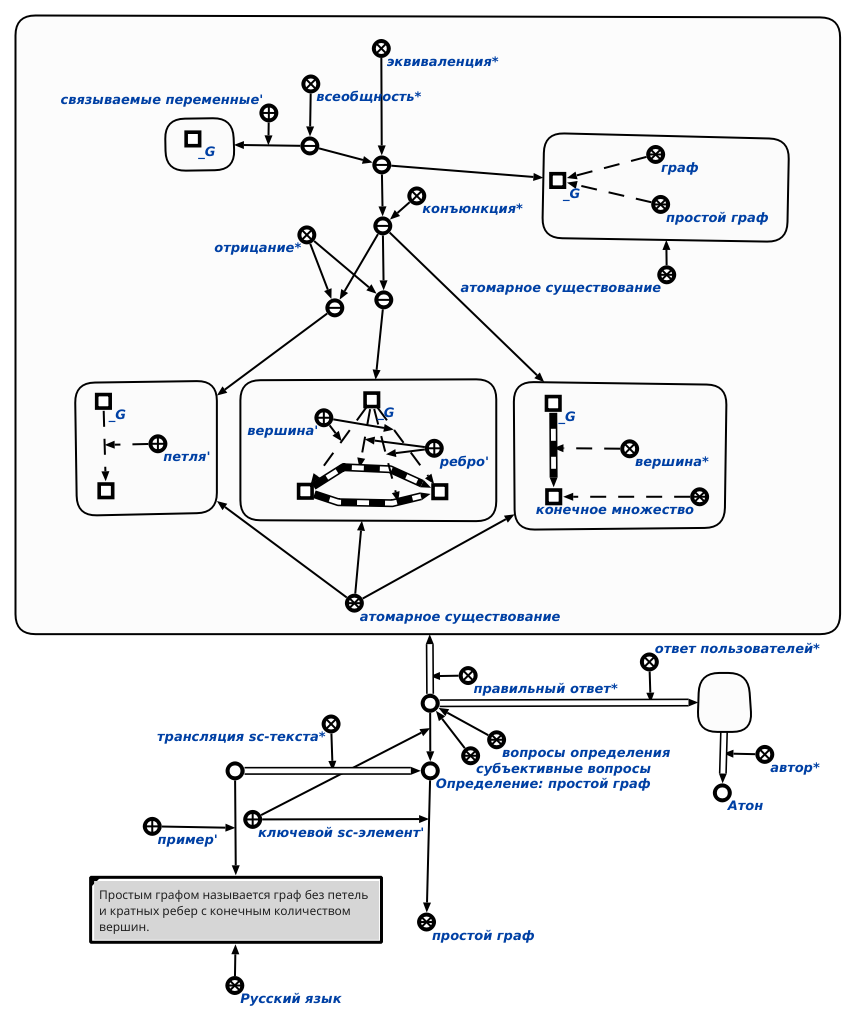 эквиваленция*
всеобщность*
связываемые переменные'
_G
граф
_G
простой граф
конъюнкция*
отрицание*
атомарное существование
_G
_G
_G
вершина'
петля'
ребро'
вершина*
конечное множество
атомарное существование
ответ пользователей*
правильный ответ*
трансляция sc-текста*
вопросы определения
субъективные вопросы
автор*
Определение: простой граф
Атон
ключевой sc-элемент'
пример'
Простым графом называется граф без петель
и кратных ребер с конечным количеством
вершин.
простой граф
Русский язык